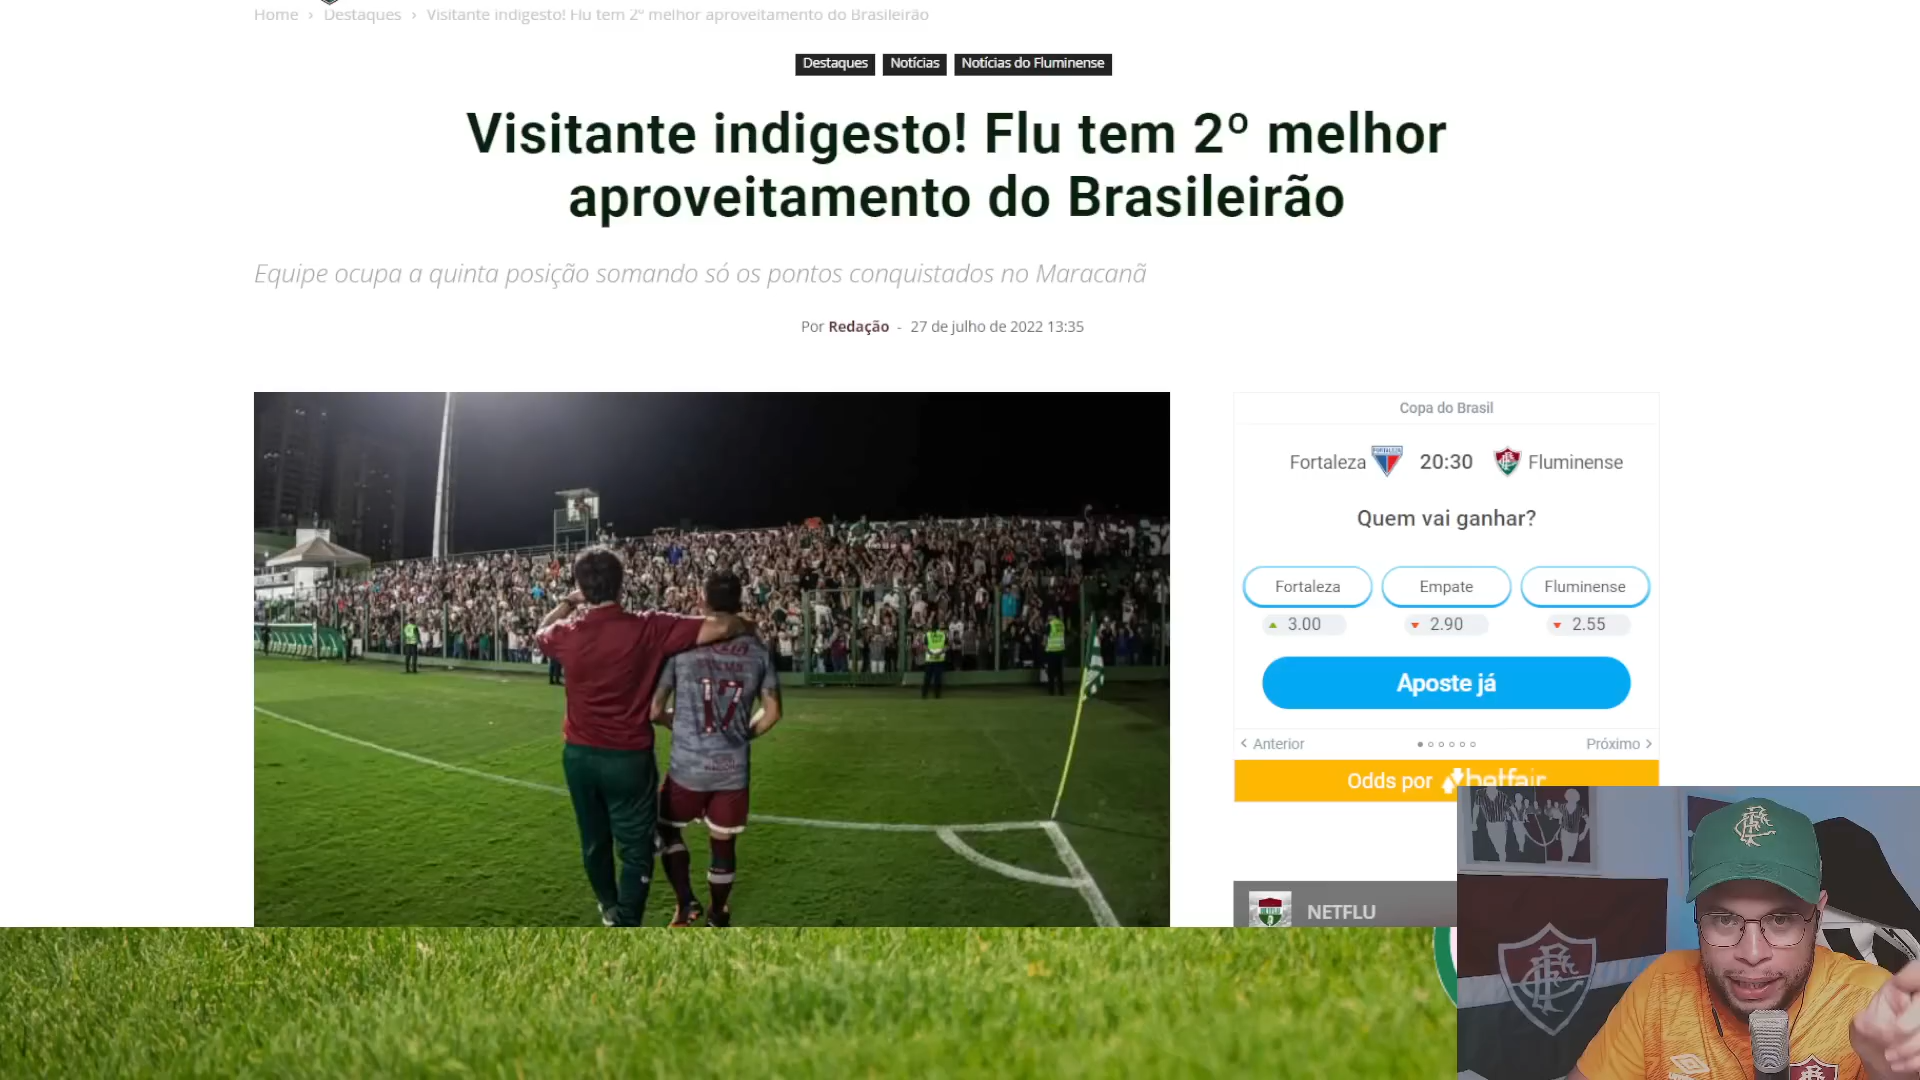 Home › Destaques › Visitante indigesto! Flu tem 2º melhor aproveitamento do Brasileirão
Destaques Notícias Notícias do Fluminense
Visitante indigesto! Flu tem 2º melhor
aproveitamento do Brasileirão
Equipe ocupa a quinta posição somando só os pontos conquistados no Maracanã
Por Redação - 27 de julho de 2022 13:35
Copa do Brasil
Fortaleza 20:30 Fluminense
Quem vai ganhar?
Fortaleza Empate Fluminense
3.00 2.90 2.55
Aposte já
Anterior Próximo
Odds por betfair
NETFLU
17